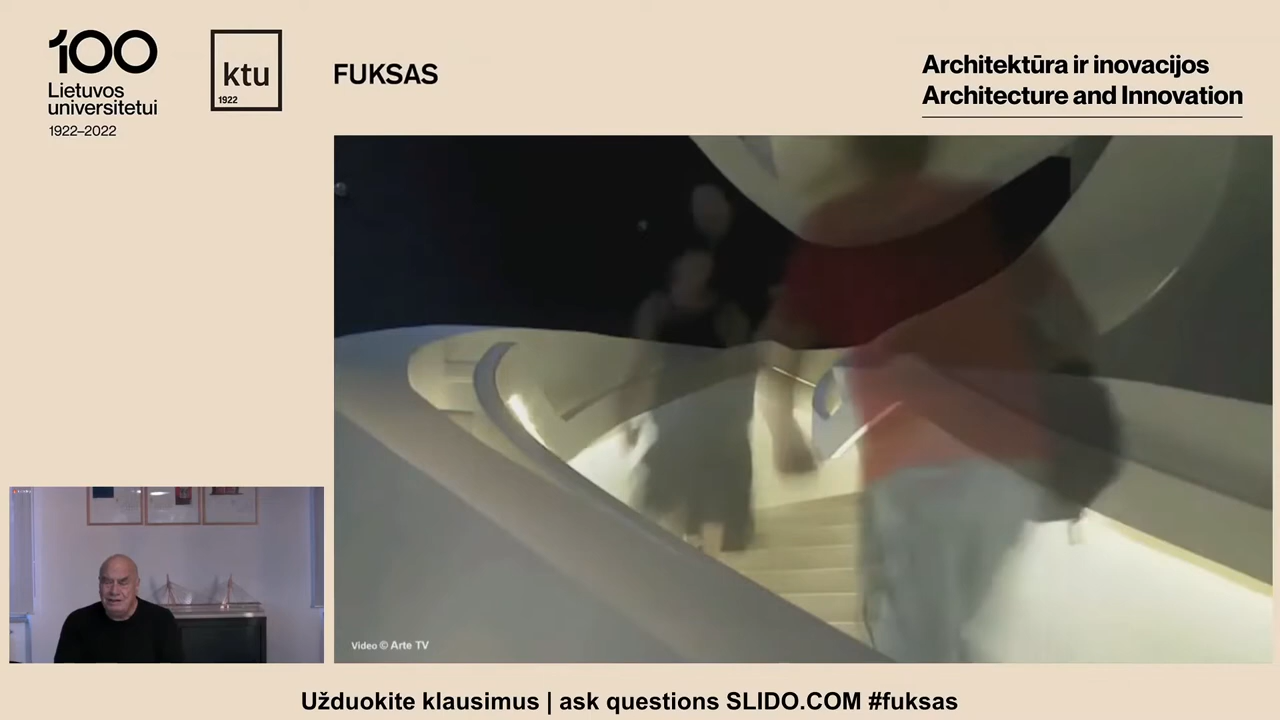 100
Lietuvos
universitetui
1922–2022
ktu
1922
FUKSAS
Architektūra ir inovacijos
Architecture and Innovation
Video © Arte TV
Užduokite klausimus | ask questions SLIDO.COM #fuksas